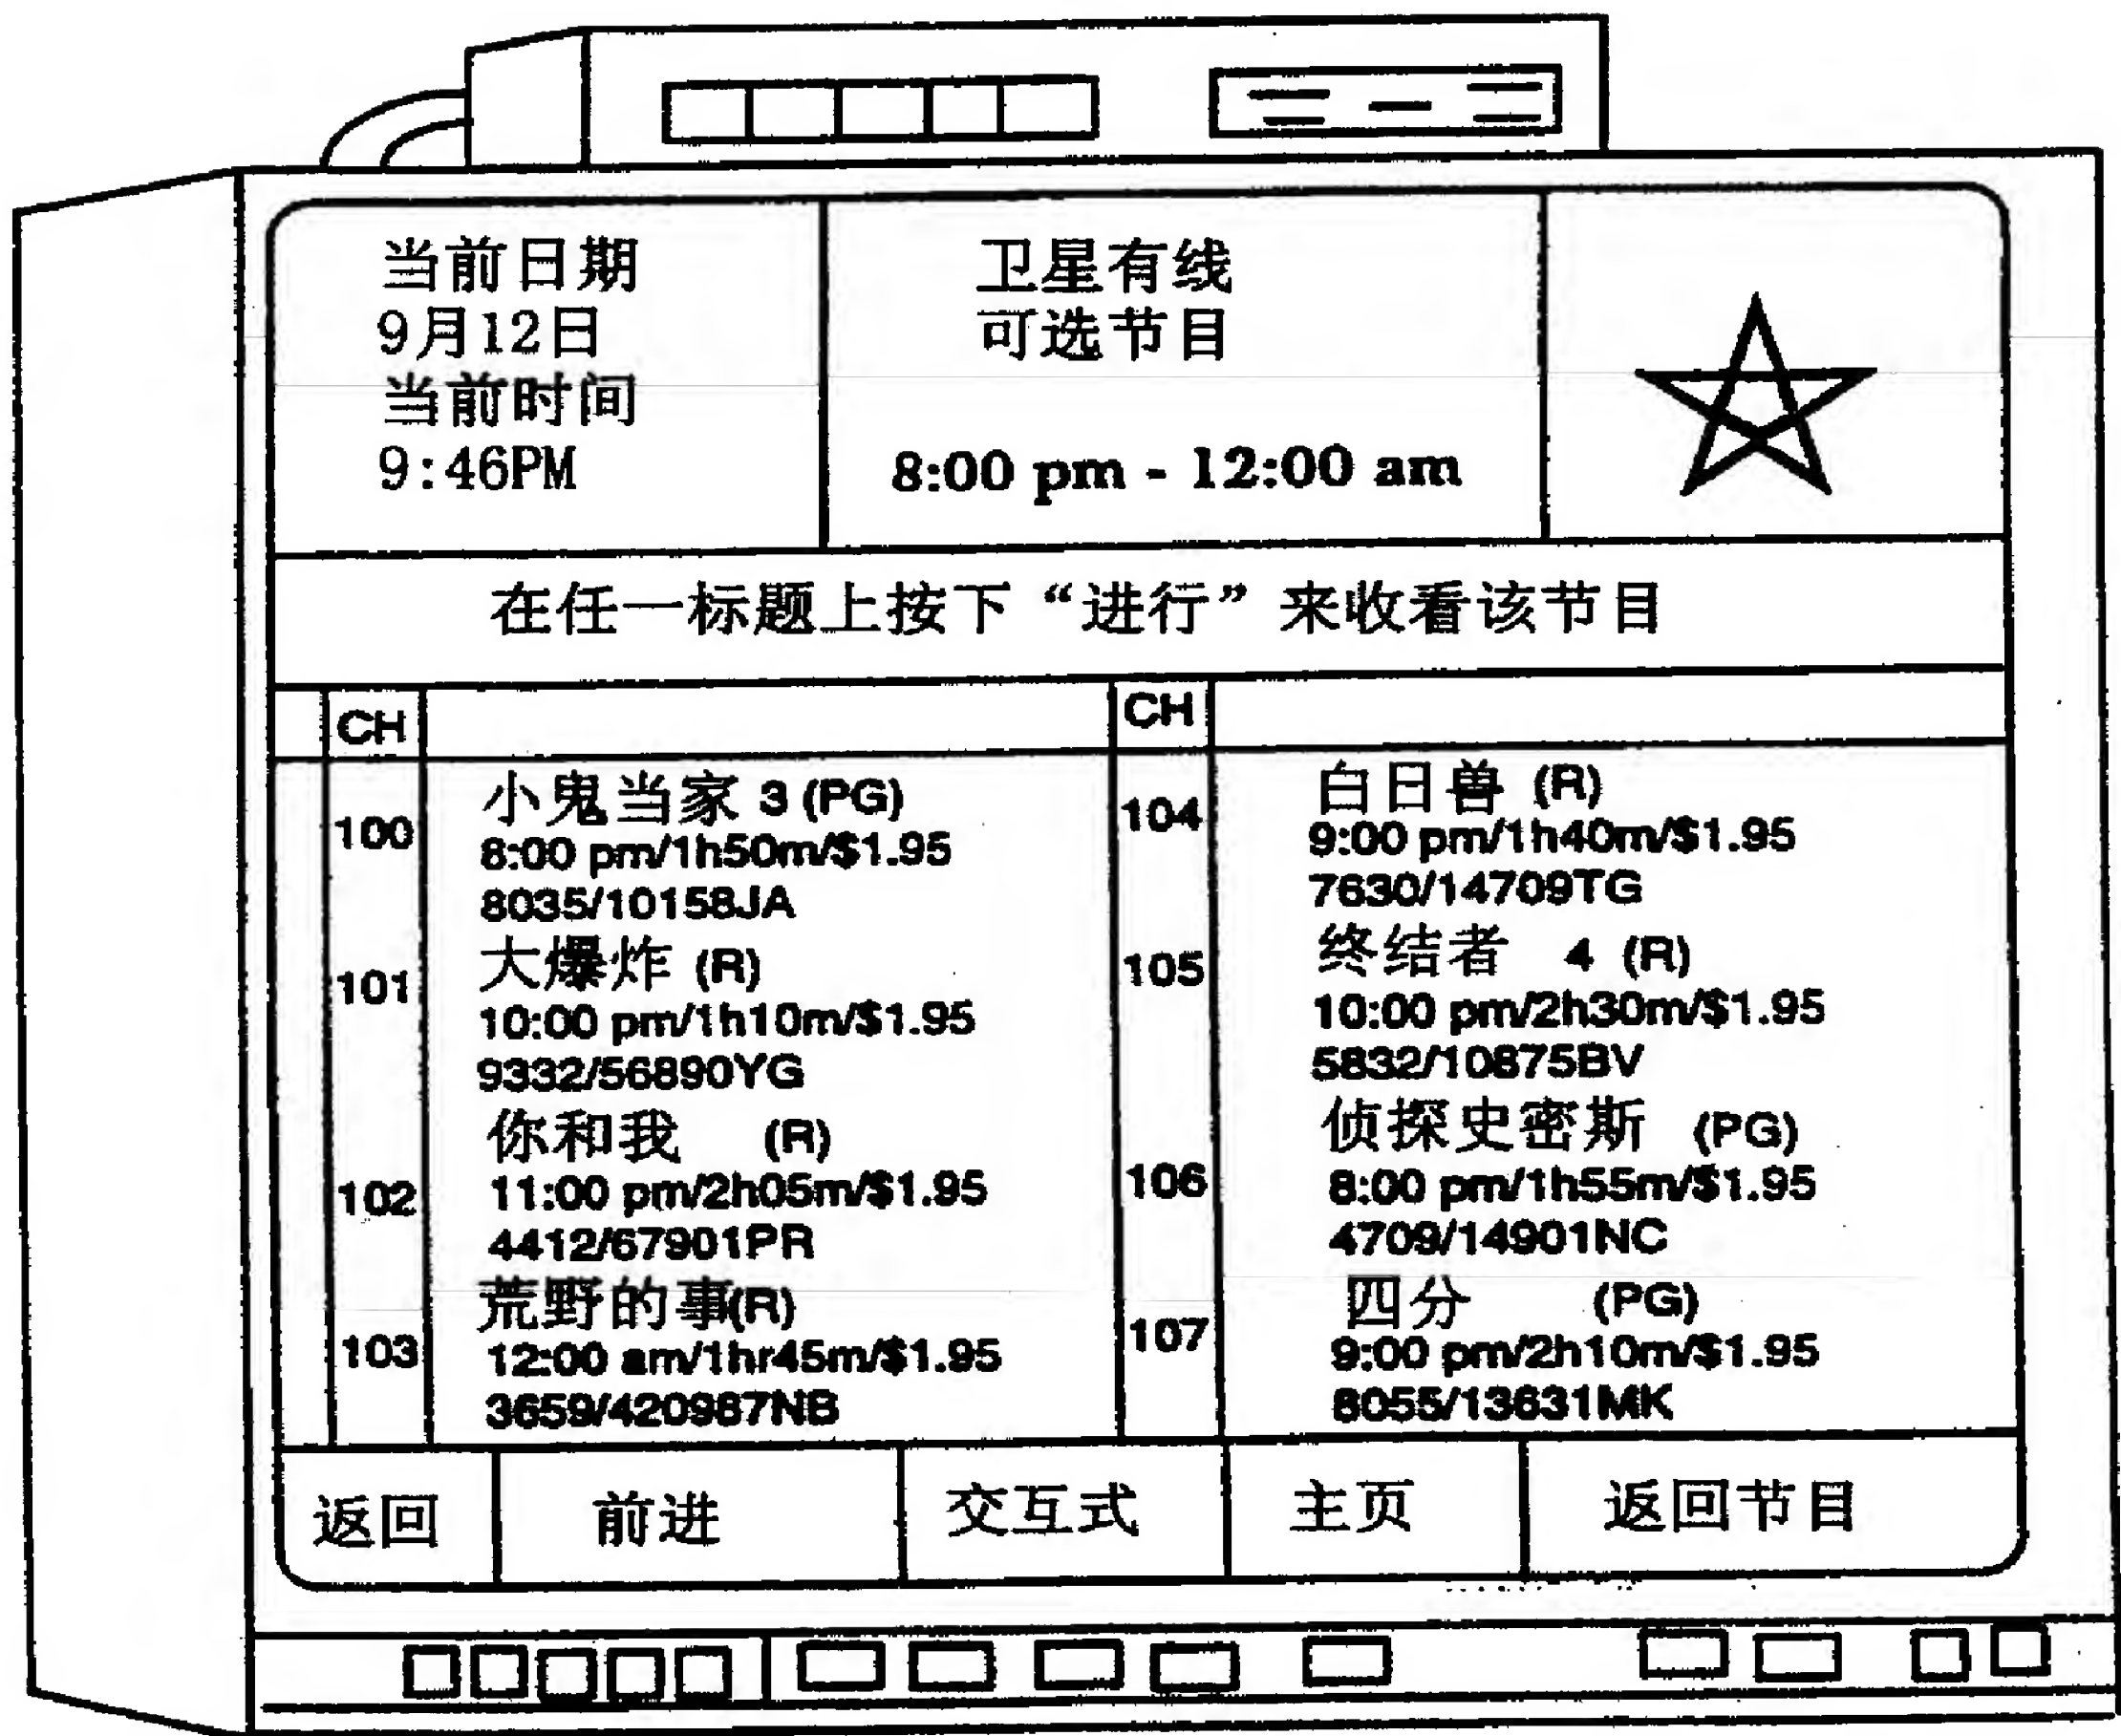 当前日期
9月12日
当前时间
9:46PM
卫星有线
可选节目
8:00 pm - 12:00 am
在任一标题上按下“进行”来收看该节目
CH
CH
100
小鬼当家 3 (PG)
8:00 pm/1h50m/$1.95
8035/10158JA
101
大爆炸 (R)
10:00 pm/1h10m/$1.95
9332/56890YG
102
你和我 (R)
11:00 pm/2h05m/$1.95
4412/67901PR
103
荒野的事(R)
12:00 am/1hr45m/$1.95
3659/420987NB
104
白日兽 (R)
9:00 pm/1h40m/$1.95
7630/14709TG
105
终结者 4 (R)
10:00 pm/2h30m/$1.95
5832/10875BV
106
侦探史密斯 (PG)
8:00 pm/1h55m/$1.95
4709/14901NC
107
四分 (PG)
9:00 pm/2h10m/$1.95
8055/13631MK
返回
前进
交互式
主页
返回节目